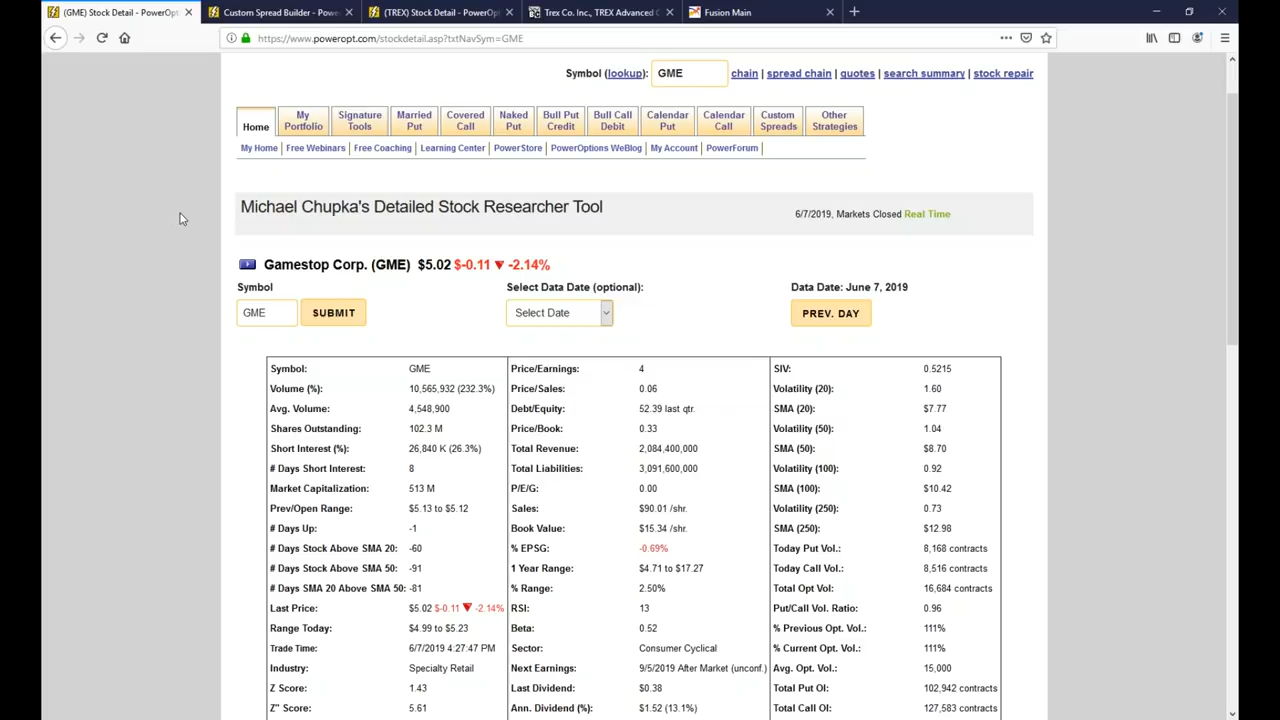 (GME) Stock Detail - PowerOpt
Custom Spread Builder - Power
(TREX) Stock Detail - PowerOpt
Trex Co. Inc., TREX Advanced C
Fusion Main
https://www.poweropt.com/stockdetail.asp?txtNavSym=GME
Symbol (lookup): GME chain | spread chain | quotes | search summary | stock repair
Home
My Portfolio
Signature Tools
Married Put
Covered Call
Naked Put
Bull Put Credit
Bull Call Debit
Calendar Put
Calendar Call
Custom Spreads
Other Strategies
My Home | Free Webinars | Free Coaching | Learning Center | PowerStore | PowerOptions WeBlog | My Account | PowerForum |
Michael Chupka's Detailed Stock Researcher Tool
6/7/2019, Markets Closed Real Time
Gamestop Corp. (GME) $5.02 $-0.11 ▼ -2.14%
Symbol
Select Data Date (optional):
Data Date: June 7, 2019
GME SUBMIT
Select Date
PREV. DAY
Symbol: GME
Volume (%): 10,565,932 (232.3%)
Avg. Volume: 4,548,900
Shares Outstanding: 102.3 M
Short Interest (%): 26,840 K (26.3%)
# Days Short Interest: 8
Market Capitalization: 513 M
Prev/Open Range: $5.13 to $5.12
# Days Up: -1
# Days Stock Above SMA 20: -60
# Days Stock Above SMA 50: -91
# Days SMA 20 Above SMA 50: -81
Last Price: $5.02 $-0.11 ▼ -2.14%
Range Today: $4.99 to $5.23
Trade Time: 6/7/2019 4:27:47 PM
Industry: Specialty Retail
Z Score: 1.43
Z" Score: 5.61
Price/Earnings: 4
Price/Sales: 0.06
Debt/Equity: 52.39 last qtr.
Price/Book: 0.33
Total Revenue: 2,084,400,000
Total Liabilities: 3,091,600,000
P/E/G: 0.00
Sales: $90.01 /shr.
Book Value: $15.34 /shr.
% EPSG: -0.69%
1 Year Range: $4.71 to $17.27
% Range: 2.50%
RSI: 13
Beta: 0.52
Sector: Consumer Cyclical
Next Earnings: 9/5/2019 After Market (unconf.)
Last Dividend: $0.38
Ann. Dividend (%): $1.52 (13.1%)
SIV: 0.5215
Volatility (20): 1.60
SMA (20): $7.77
Volatility (50): 1.04
SMA (50): $8.70
Volatility (100): 0.92
SMA (100): $10.42
Volatility (250): 0.73
SMA (250): $12.98
Today Put Vol.: 8,168 contracts
Today Call Vol.: 8,516 contracts
Total Opt Vol: 16,684 contracts
Put/Call Vol. Ratio: 0.96
% Previous Opt. Vol.: 111%
% Current Opt. Vol.: 111%
Avg. Opt. Vol.: 15,000
Total Put OI: 102,942 contracts
Total Call OI: 127,583 contracts